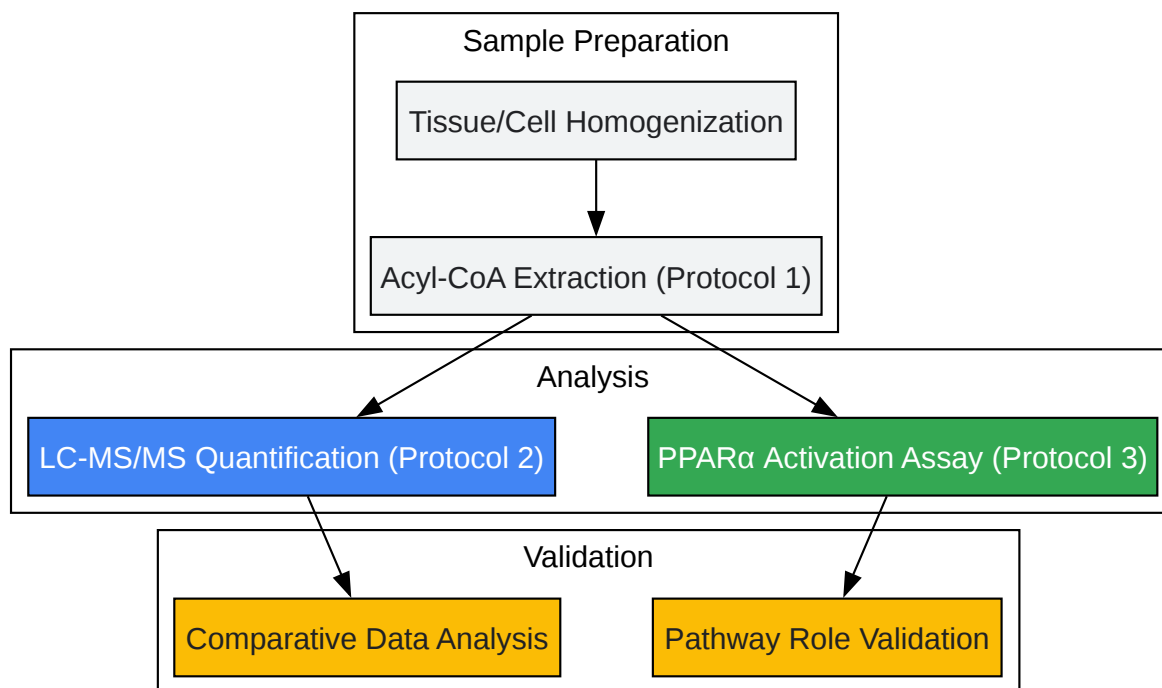 Sample Preparation
Tissue/Cell Homogenization
Acyl-CoA Extraction (Protocol 1)
Analysis
LC-MS/MS Quantification (Protocol 2)
PPARα Activation Assay (Protocol 3)
Validation
Comparative Data Analysis
Pathway Role Validation